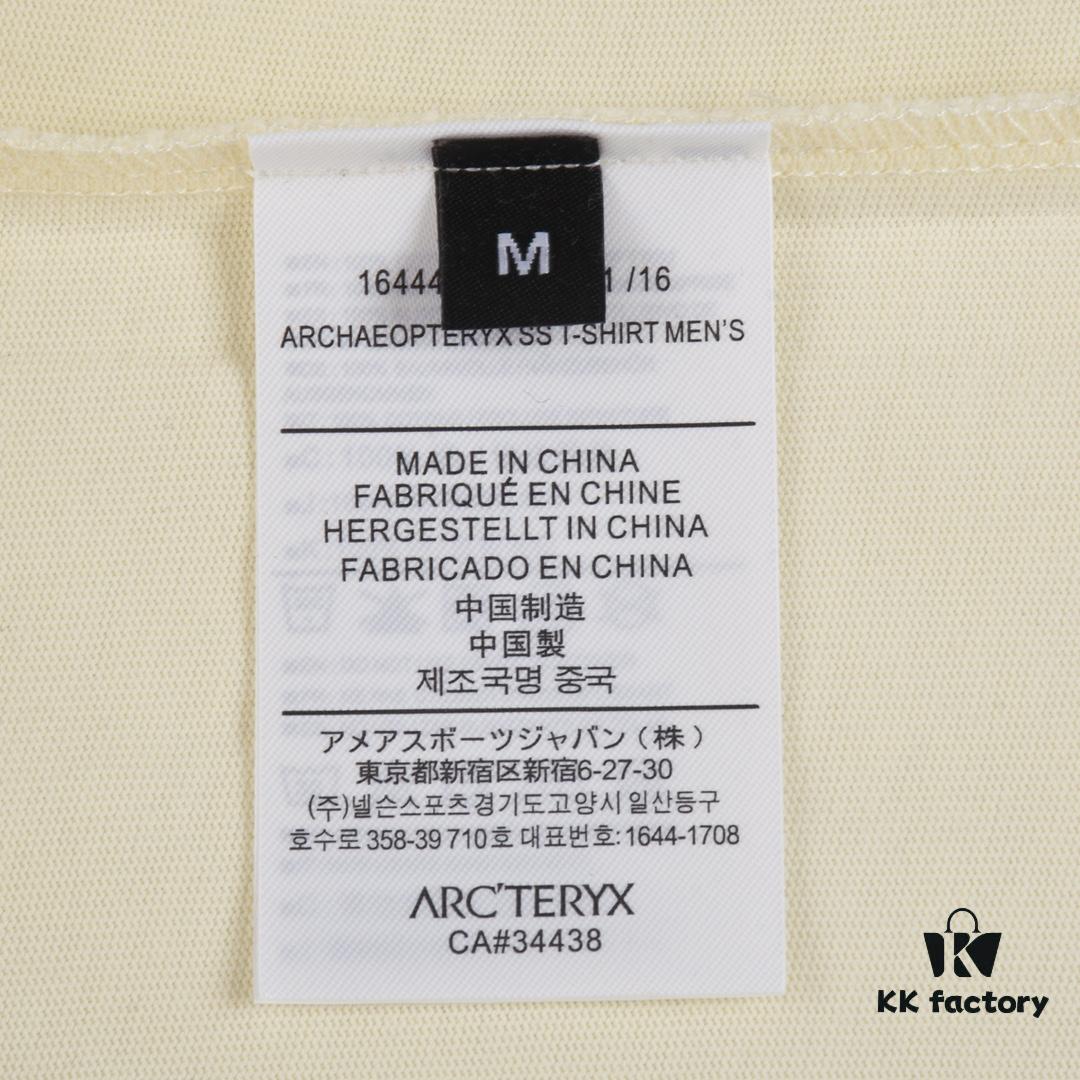 M
16444 1 /16
ARCHAEOPTERYX SS T-SHIRT MEN'S
MADE IN CHINA
FABRIQUÉ EN CHINE
HERGESTELLT IN CHINA
FABRICADO EN CHINA
中国制造
中国製
제조국명 중국
アメアスボーツジャバン(株)
東京都新宿区新宿6-27-30
(주)넬슨스포츠경기도고양시일산등구
호수로 358-39 710호 대표번호: 1644-1708
ARC'TERYX
CA#34438
KK factory